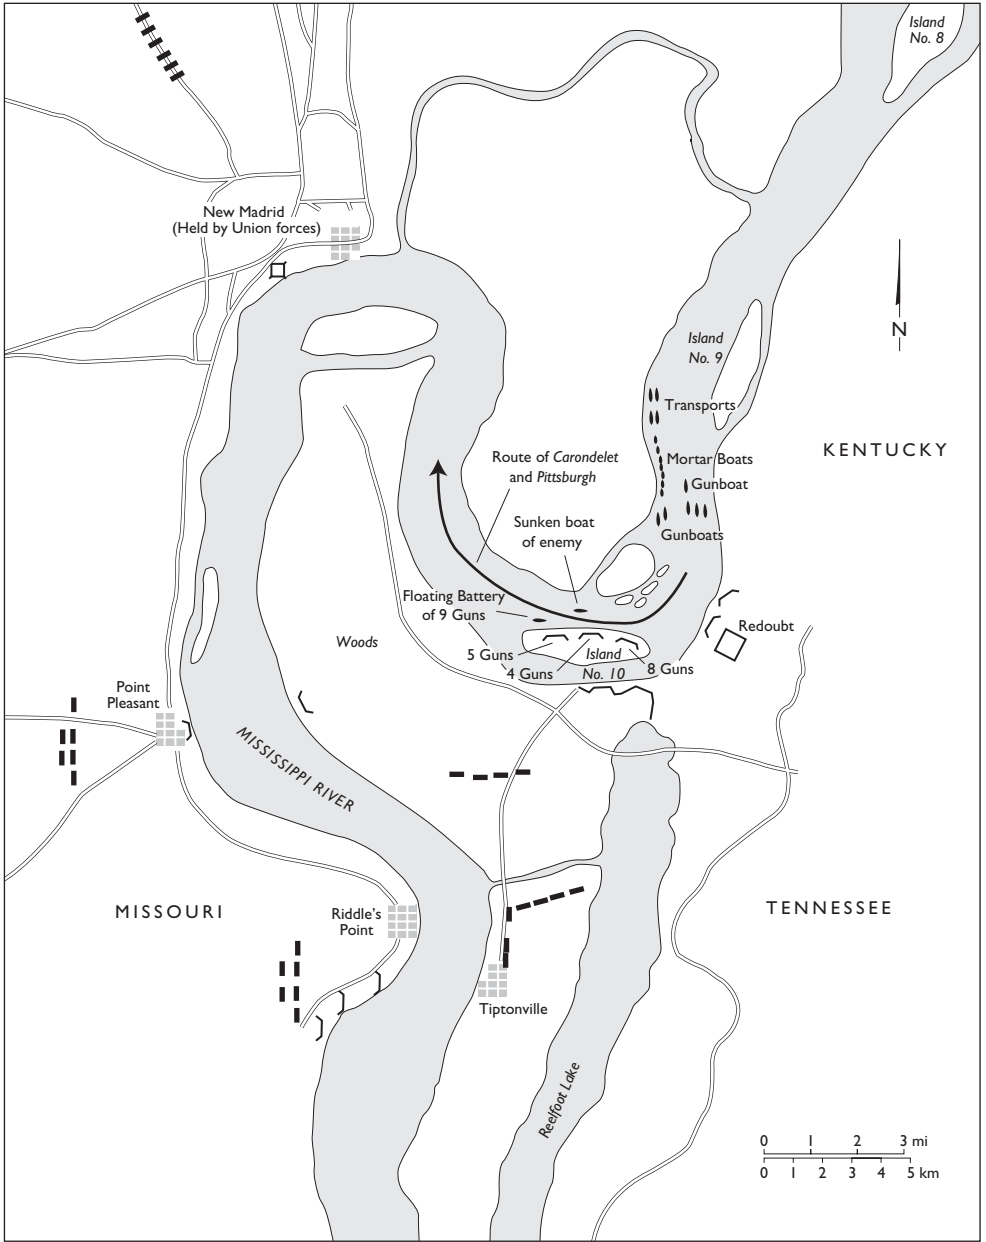 Island
No. 8
New Madrid
(Held by Union forces)
N
Island
No. 9
Transports
KENTUCKY
Mortar Boats
Route of Carondelet
and Pittsburgh
Gunboat
Sunken boat
of enemy
Gunboats
Floating Battery
of 9 Guns
Redoubt
Woods
5 Guns
Island
No. 10
8 Guns
4 Guns
Point
Pleasant
MISSISSIPPI RIVER
MISSOURI
Riddle's
Point
TENNESSEE
Tiptonville
Reelfoot Lake
0 1 2 3 mi
0 1 2 3 4 5 km